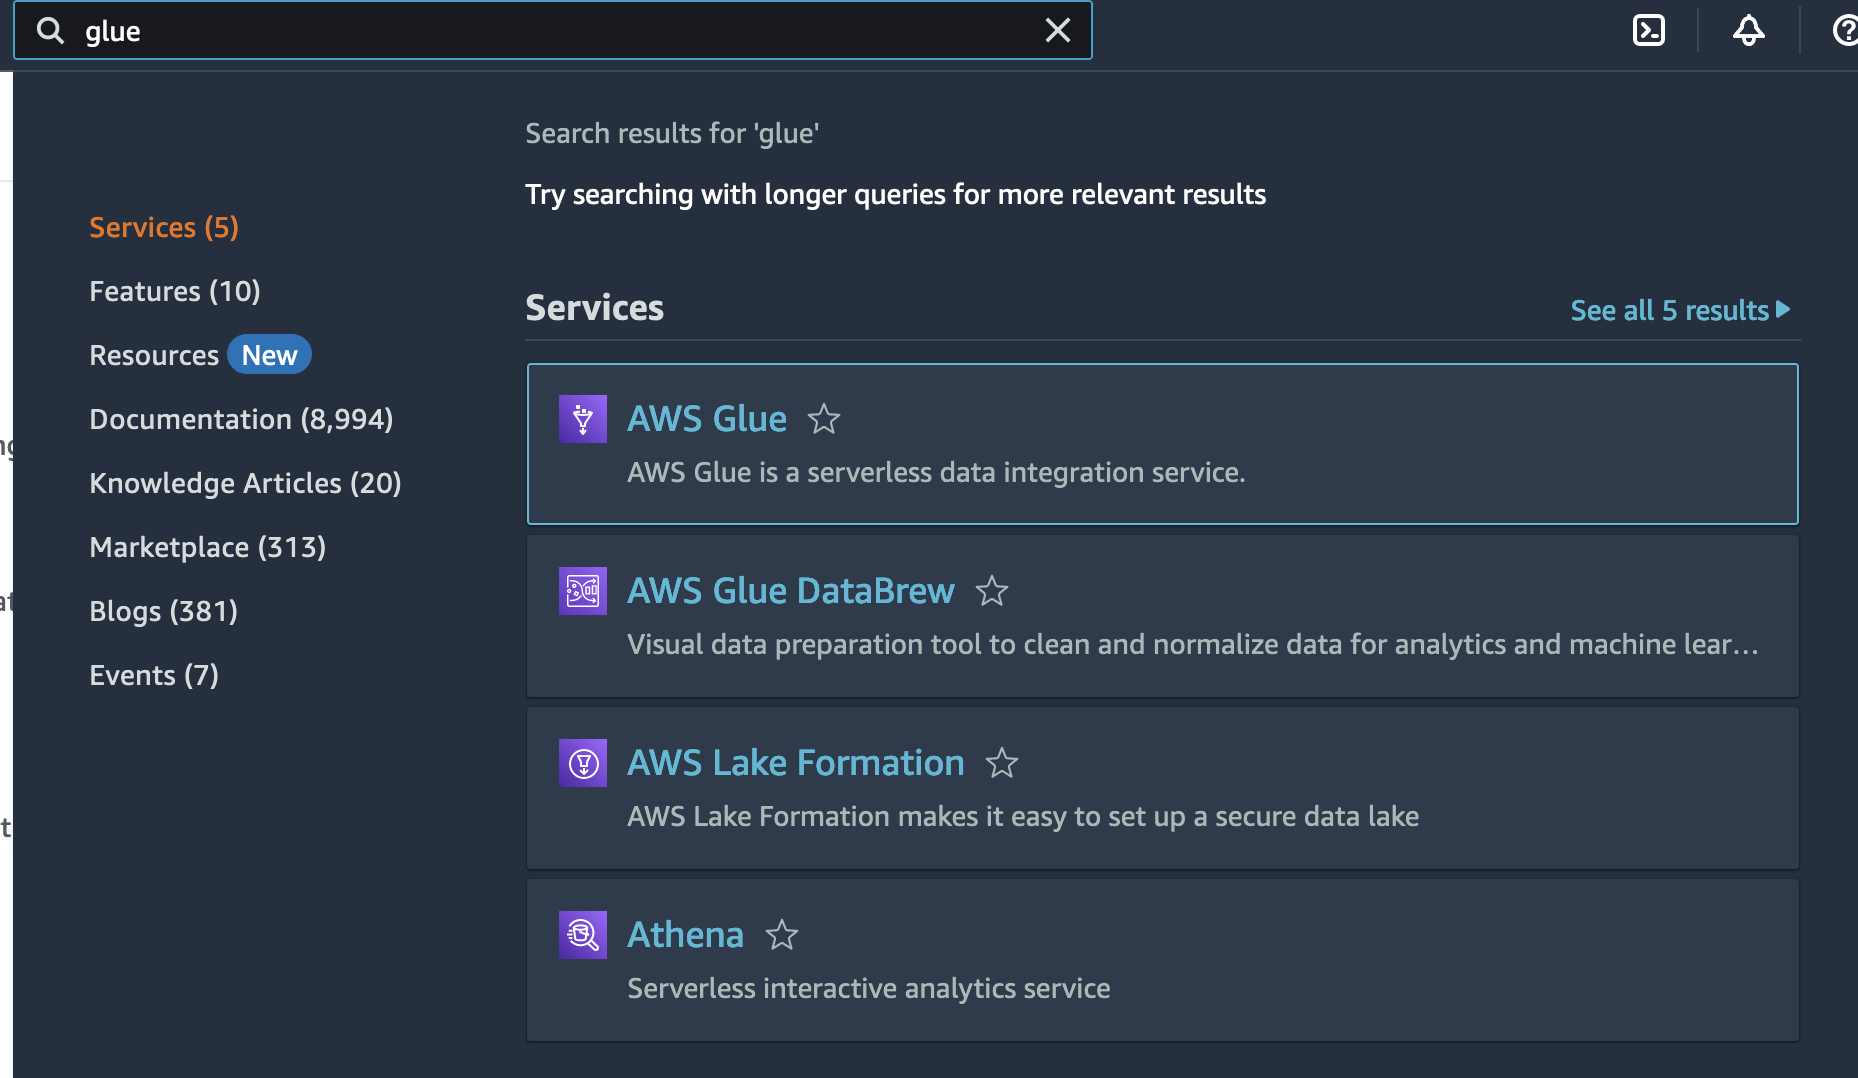 glue
Search results for 'glue'
Try searching with longer queries for more relevant results
Services (5)
Features (10)
Resources New
Documentation (8,994)
Knowledge Articles (20)
Marketplace (313)
Blogs (381)
Events (7)
Services
See all 5 results
AWS Glue
AWS Glue is a serverless data integration service.
AWS Glue DataBrew
Visual data preparation tool to clean and normalize data for analytics and machine lear...
AWS Lake Formation
AWS Lake Formation makes it easy to set up a secure data lake
Athena
Serverless interactive analytics service